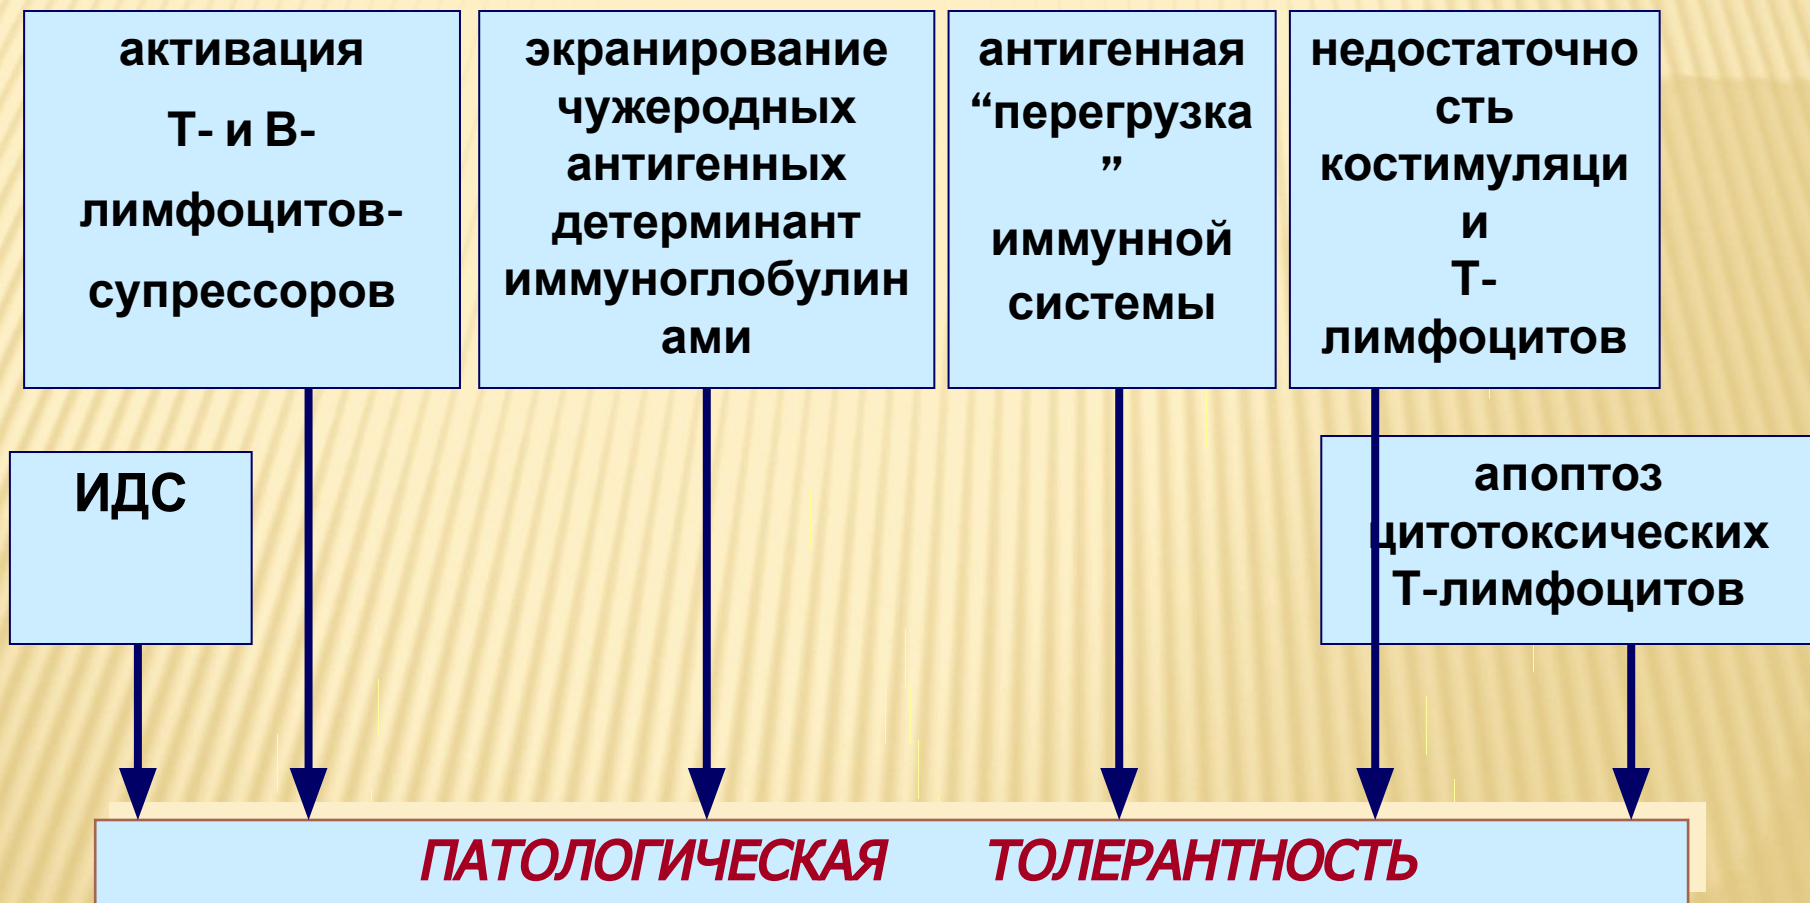 активация
Т- и В-
лимфоцитов-
супрессоров
экранирование
чужеродных
антигенных
детерминант
иммуноглобулин
ами
антигенная
“перегрузка
”
иммунной
системы
недостаточно
сть
костимуляци
и
Т-
лимфоцитов
ИДС
апоптоз
цитотоксических
Т-лимфоцитов
ПАТОЛОГИЧЕСКАЯ ТОЛЕРАНТНОСТЬ